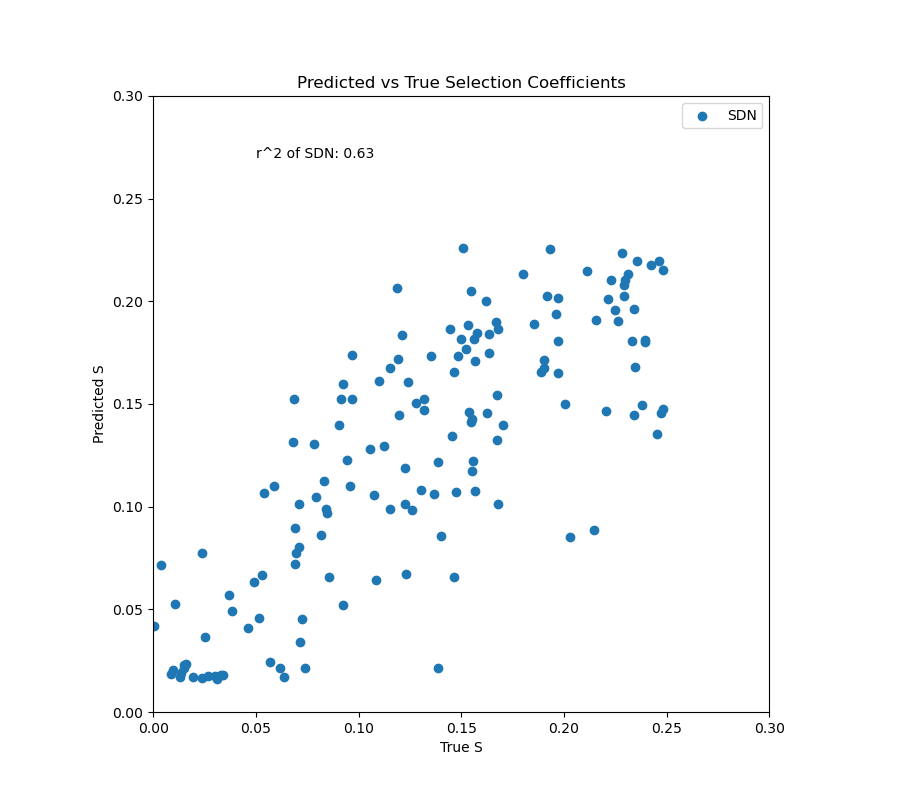 Predicted vs True Selection Coefficients
0.30
SDN
r^2 of SDN: 0.63
0.25
0.20
0.15
Predicted S
0.10
0.05
0.00
0.00 0.05 0.10 0.15 0.20 0.25 0.30
True S